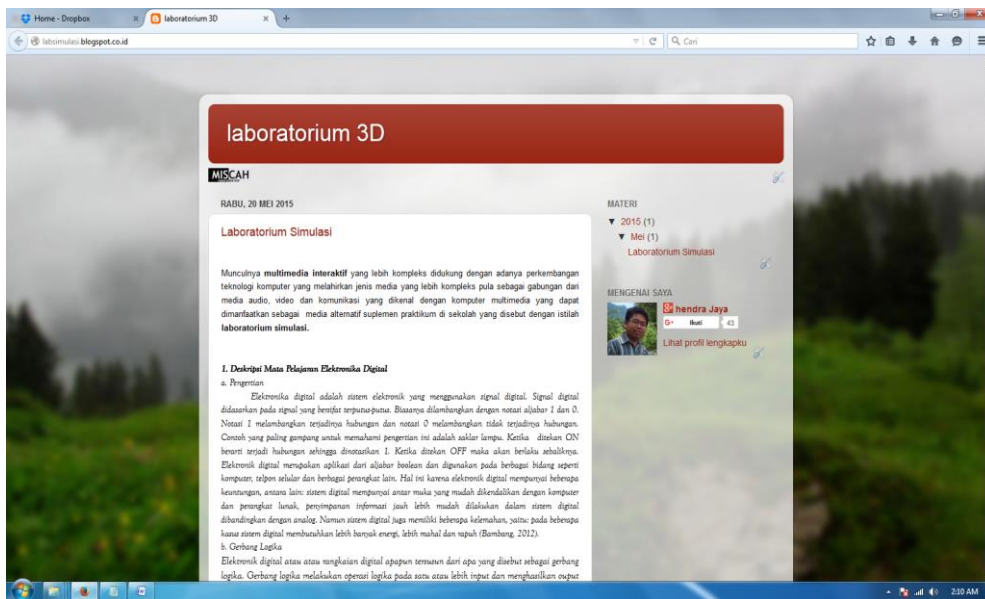 Home - Dropbox
laboratorium 3D
labsimulasi.blogspot.co.id
Cari
laboratorium 3D
MISCAH
RABU, 20 MEI 2015
Laboratorium Simulasi
Munculnya multimedia interaktif yang lebih kompleks didukung dengan adanya perkembangan
teknologi komputer yang melahirkan jenis media yang lebih kompleks pula sebagai gabungan dari
media audio, video dan komunikasi yang dikenal dengan komputer multimedia yang dapat
dimanfaatkan sebagai media alternatif suplemen praktikum di sekolah yang disebut dengan istilah
laboratorium simulasi.
1. Deskripsi Mata Pelajaran Elektronika Digital
a. Pengertian
Elektronika digital adalah sistem elektronik yang menggunakan signal digital. Signal digital
didasarkan pada signal yang bersifat terputus-putus. Biasanya dilambangkan dengan notasi aljabar 1 dan 0.
Notasi 1 melambangkan terjadinya hubungan dan notasi 0 melambangkan tidak terjadinya hubungan.
Contoh yang paling gampang untuk memahami pengertian ini adalah saklar lampu. Ketika ditekan ON
berarti terjadi hubungan sehingga dinotasikan 1. Ketika ditekan OFF maka akan berlaku sebaliknya.
Elektronik digital merupakan aplikasi dari aljabar boolean dan digunakan pada berbagai bidang seperti
komputer, telpon selular dan berbagai perangkat lain. Hal ini karena elektronik digital mempunyai beberapa
keuntungan, antara lain: sistem digital mempunyai antar muka yang mudah dikendalikan dengan komputer
dan perangkat lunak, penyimpanan informasi jauh lebih mudah dilakukan dalam sistem digital
dibandingkan dengan analog. Namun sistem digital juga memiliki beberapa kelemahan, yaitu: pada beberapa
kasus sistem digital membutuhkan lebih banyak energi, lebih mahal dan rapuh (Bambang, 2012).
b. Gerbang Logika
Elektronik digital atau atau rangkaian digital apapun tersusun dari apa yang disebut sebagai gerbang
logika. Gerbang logika melakukan operasi logika pada satu atau lebih input dan menghasilkan ouput
MATERI
▼ 2015 (1)
▼ Mei (1)
Laboratorium Simulasi
MENGENAI SAYA
hendra Jaya
G+ Ikuti 43
Lihat profil lengkapku
2:10 AM